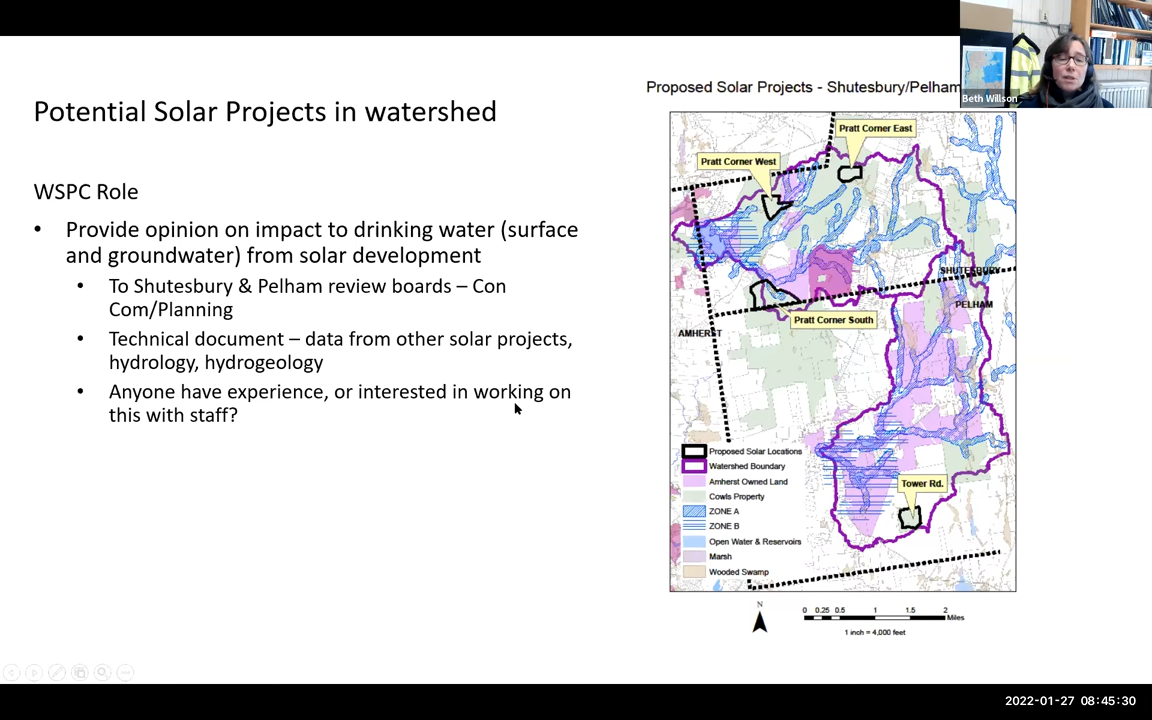 Proposed Solar Projects - Shutesbury/Pelham
Beth Willson
Potential Solar Projects in watershed
WSPC Role
• Provide opinion on impact to drinking water (surface
and groundwater) from solar development
• To Shutesbury & Pelham review boards – Con
Com/Planning
• Technical document – data from other solar projects,
hydrology, hydrogeology
• Anyone have experience, or interested in working on
this with staff?
Pratt Corner East
Pratt Corner West
SHUTESBURY
PELHAM
Pratt Corner South
AMHERST
Tower Rd.
Proposed Solar Locations
Watershed Boundary
Amherst Owned Land
Cowls Property
ZONE A
ZONE B
Open Water & Reservoirs
Marsh
Wooded Swamp
N
0 0.25 0.5 1 1.5 2
Miles
1 inch = 4,000 feet
2022-01-27 08:45:30